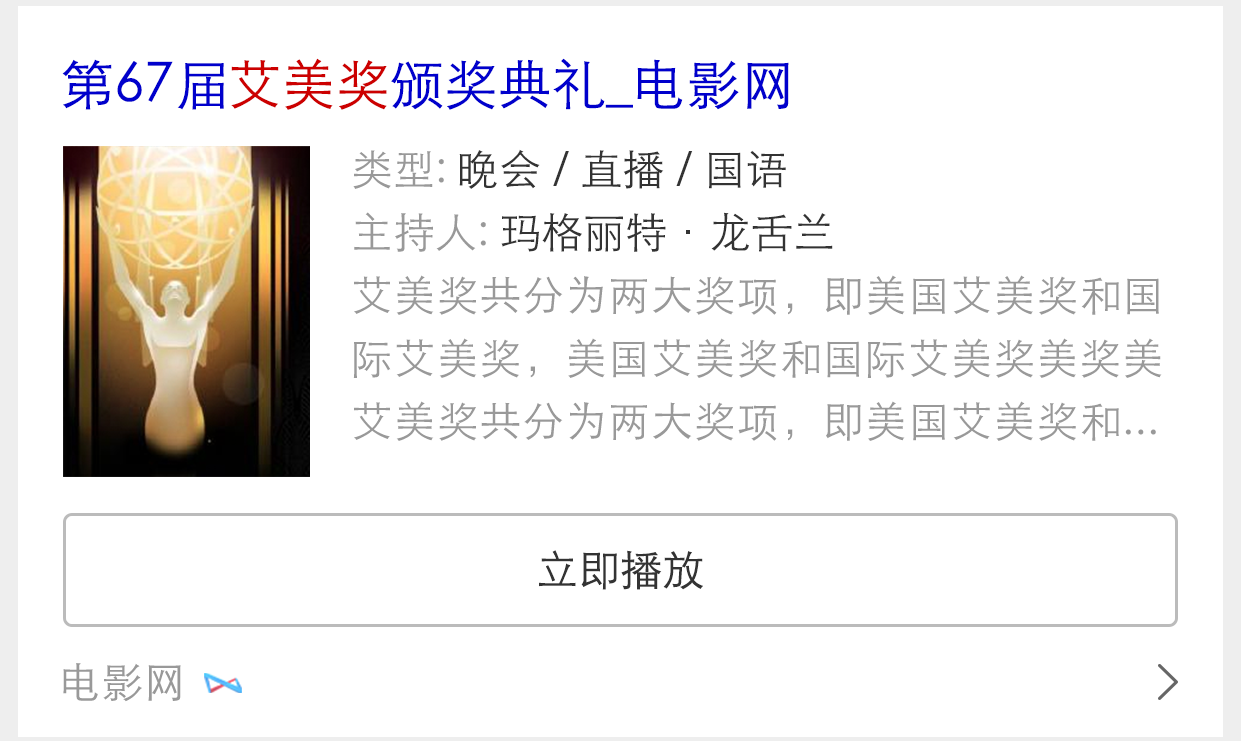 第67届艾美奖颁奖典礼_电影网
类型: 晚会 / 直播 / 国语
主持人: 玛格丽特 · 龙舌兰
艾美奖共分为两大奖项，即美国艾美奖和国
际艾美奖，美国艾美奖和国际艾美奖美奖美
艾美奖共分为两大奖项，即美国艾美奖和...
立即播放
电影网